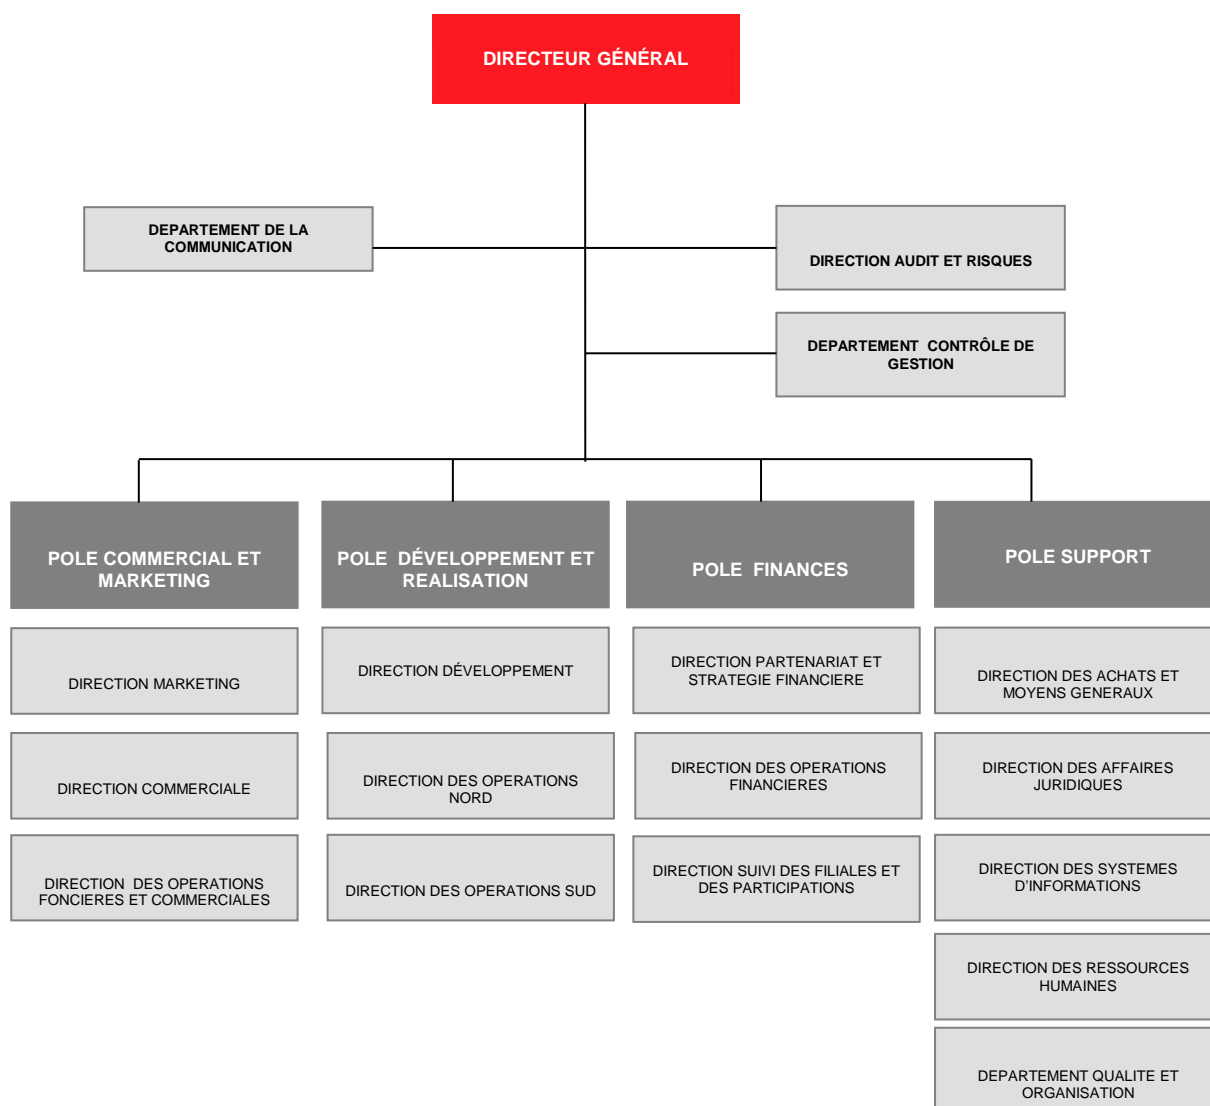 DIRECTEUR GÉNÉRAL
DEPARTEMENT DE LA
COMMUNICATION
DIRECTION AUDIT ET RISQUES
DEPARTEMENT CONTRÔLE DE
GESTION
POLE COMMERCIAL ET
MARKETING
POLE DÉVELOPPEMENT ET
REALISATION
POLE FINANCES
POLE SUPPORT
DIRECTION MARKETING
DIRECTION DÉVELOPPEMENT
DIRECTION PARTENARIAT ET
STRATEGIE FINANCIERE
DIRECTION DES ACHATS ET
MOYENS GENERAUX
DIRECTION COMMERCIALE
DIRECTION DES OPERATIONS
NORD
DIRECTION DES OPERATIONS
FINANCIERES
DIRECTION DES AFFAIRES
JURIDIQUES
DIRECTION DES OPERATIONS
FONCIERES ET COMMERCIALES
DIRECTION DES OPERATIONS SUD
DIRECTION SUIVI DES FILIALES ET
DES PARTICIPATIONS
DIRECTION DES SYSTEMES
D'INFORMATIONS
DIRECTION DES RESSOURCES
HUMAINES
DEPARTEMENT QUALITE ET
ORGANISATION